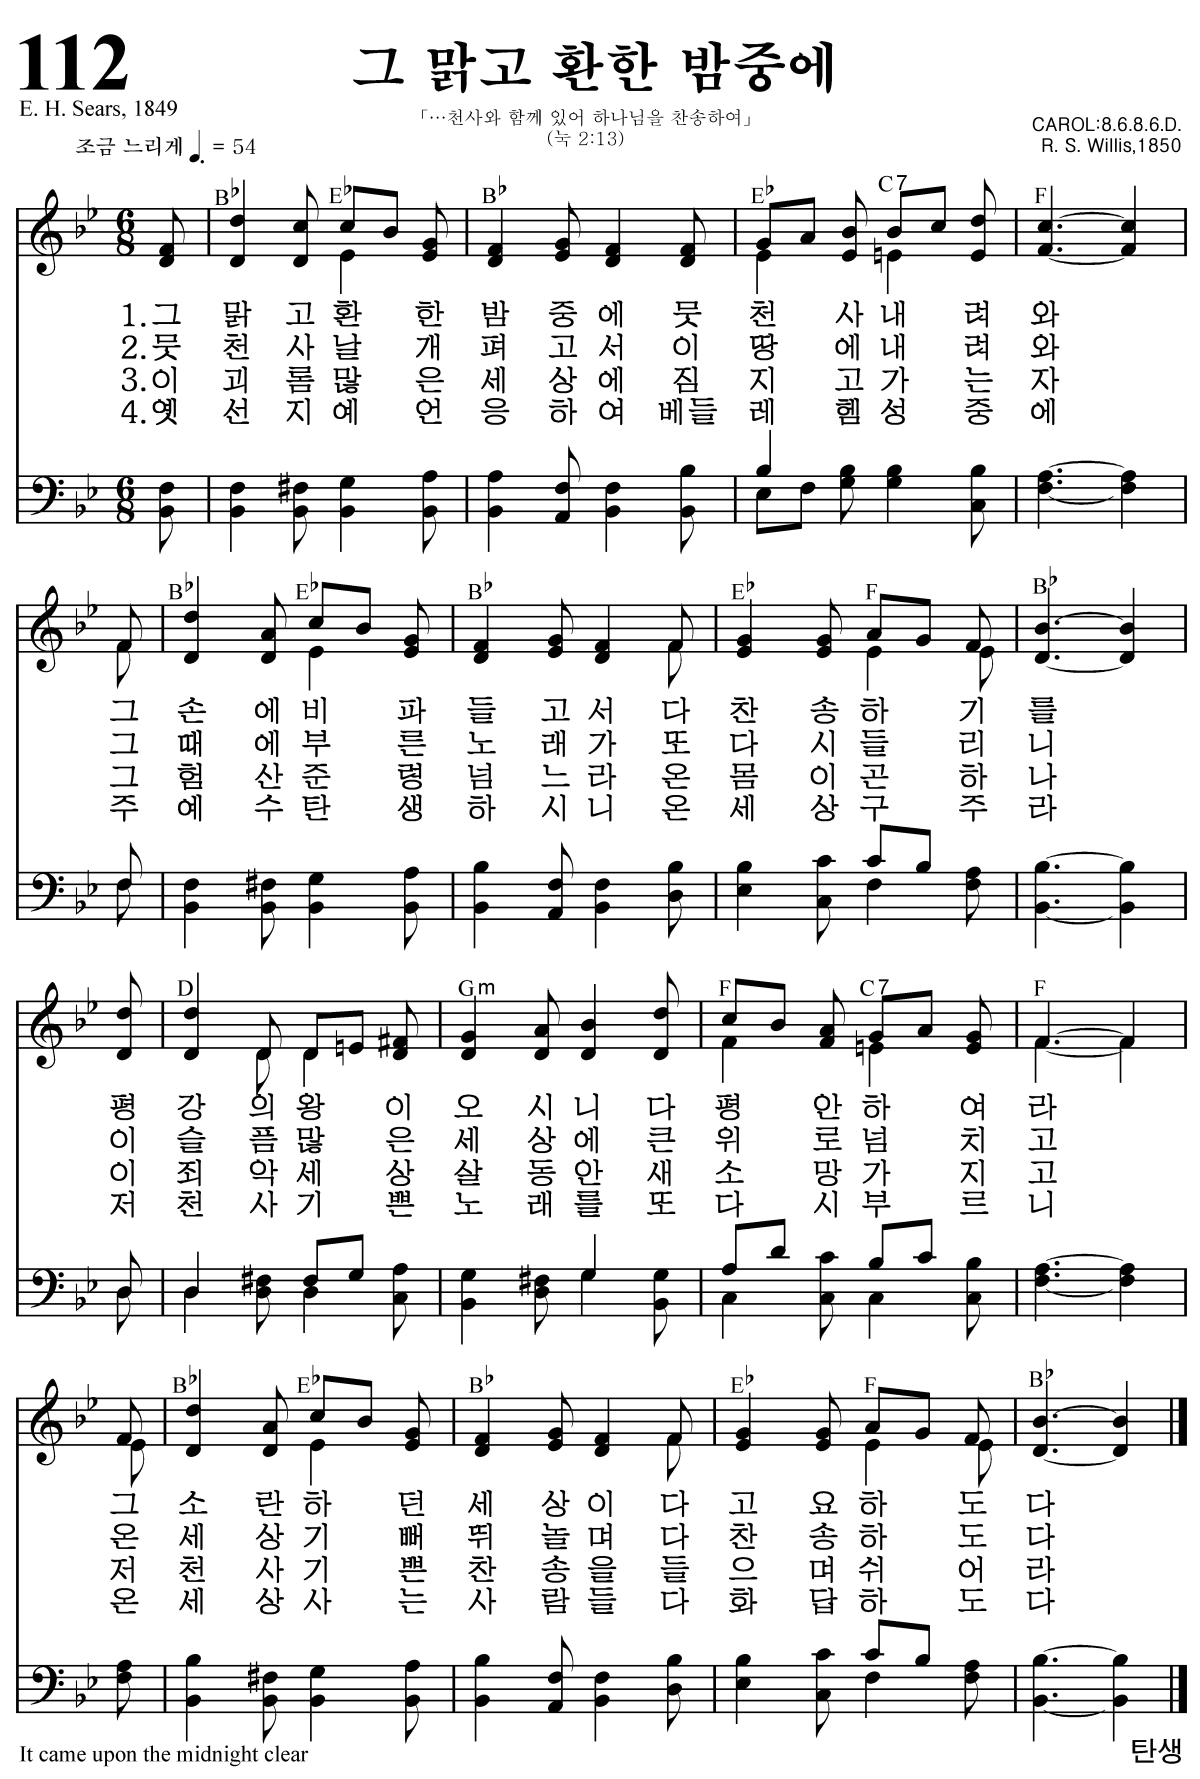 112
그 맑고 환한 밤중에
E. H. Sears, 1849
「…천사와 함께 있어 하나님을 찬송하여」
(눅 2:13)
CAROL:8.6.8.6.D.
R. S. Willis,1850
조금 느리게 ♩. = 54
B♭ E♭ B♭ E♭ C7 F
1.그 맑 고 환 한 밤 중 에 뭇 천 사 내 려 와
2.뭇 천 사 날 개 펴 고 서 이 땅 에 내 려 와
3.이 괴 롬 많 은 세 상 에 짐 지 고 가 는 자
4.옛 선 지 예 언 응 하 여 베들 레 헴 성 중 에
B♭ E♭ B♭ E♭ F B♭
그 손 에 비 파 들 고 서 다 찬 송 하 기 를
그 때 에 부 른 노 래 가 또 다 시 들 리 니
그 험 산 준 령 넘 느 라 온 몸 이 곤 하 나
주 예 수 탄 생 하 시 니 온 세 상 구 주 라
D Gm F C7 F
평 강 의 왕 이 오 시 니 다 평 안 하 여 라
이 슬 픔 많 은 세 상 에 큰 위 로 넘 치 고
이 죄 악 세 상 살 동 안 새 소 망 가 지 고
저 천 사 기 쁜 노 래 를 또 다 시 부 르 니
B♭ E♭ B♭ E♭ F B♭
그 소 란 하 던 세 상 이 다 고 요 하 도 다
온 세 상 기 뻐 뛰 놀 며 다 찬 송 하 도 다
저 천 사 기 쁜 찬 송 을 들 으 며 쉬 어 라
온 세 상 사 는 사 람 들 다 화 답 하 도 다
It came upon the midnight clear
탄생